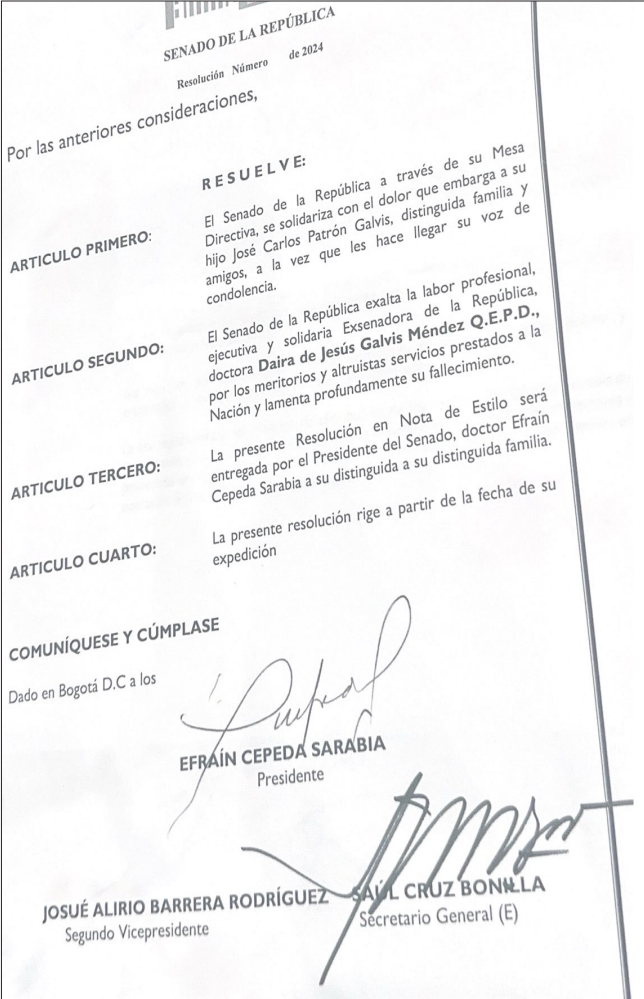 SENADO DE LA REPÚBLICA
Resolución Número de 2024
Por las anteriores consideraciones,
RESUELVE:
ARTICULO PRIMERO:
El Senado de la República a través de su Mesa
Directiva, se solidariza con el dolor que embarga a su
hijo José Carlos Patrón Galvis, distinguida familia y
amigos, a la vez que les hace llegar su voz de
condolencia.
ARTICULO SEGUNDO:
El Senado de la República exalta la labor profesional,
ejecutiva y solidaria Exsenadora de la República,
doctora Daira de Jesús Galvis Méndez Q.E.P.D.,
por los meritorios y altruistas servicios prestados a la
Nación y lamenta profundamente su fallecimiento.
ARTICULO TERCERO:
La presente Resolución en Nota de Estilo será
entregada por el Presidente del Senado, doctor Efraín
Cepeda Sarabia a su distinguida a su distinguida familia.
ARTICULO CUARTO:
La presente resolución rige a partir de la fecha de su
expedición
COMUNÍQUESE Y CÚMPLASE
Dado en Bogotá D.C a los
EFRAÍN CEPEDA SARABIA
Presidente
JOSUÉ ALIRIO BARRERA RODRÍGUEZ
Segundo Vicepresidente
SAÚL CRUZ BONILLA
Secretario General (E)